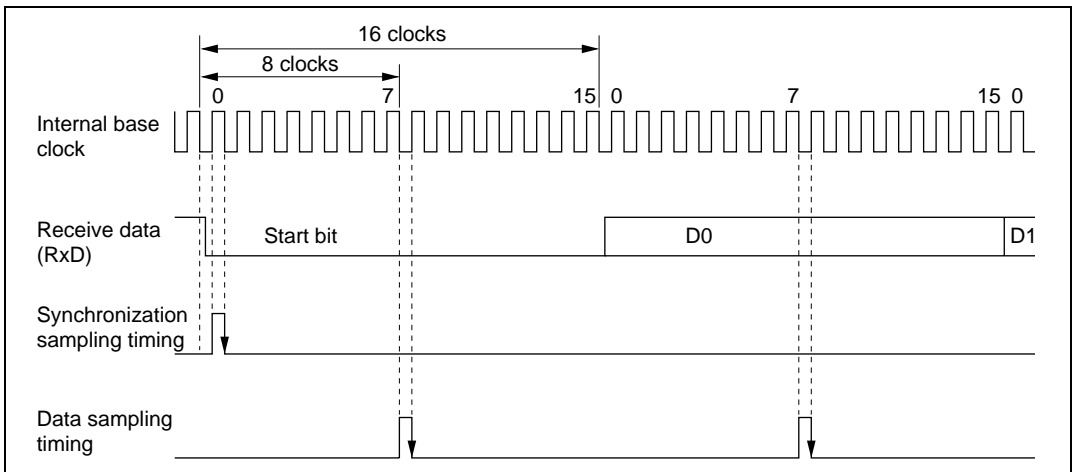 16 clocks
8 clocks
0 7 15 0 7 15 0
Internal base
clock
Receive data
(RxD)
Start bit D0 D1
Synchronization
sampling timing
Data sampling
timing